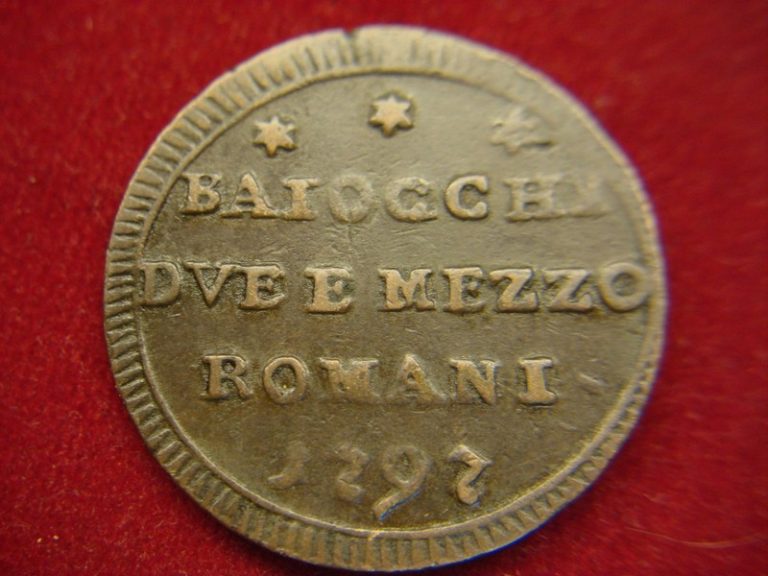 BAIOCCHI
DVE E MEZZO
ROMANI
1797